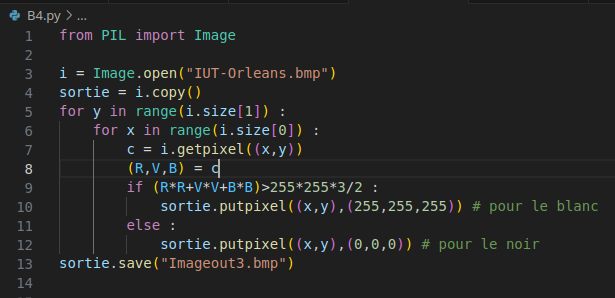 B4.py > ...
1 from PIL import Image
2
3 i = Image.open("IUT-Orleans.bmp")
4 sortie = i.copy()
5 for y in range(i.size[1]) :
6     for x in range(i.size[0]) :
7         c = i.getpixel((x,y))
8         (R,V,B) = c
9         if (R*R+V*V+B*B)>255*255*3/2 :
10             sortie.putpixel((x,y),(255,255,255)) # pour le blanc
11         else :
12             sortie.putpixel((x,y),(0,0,0)) # pour le noir
13 sortie.save("Imageout3.bmp")
14